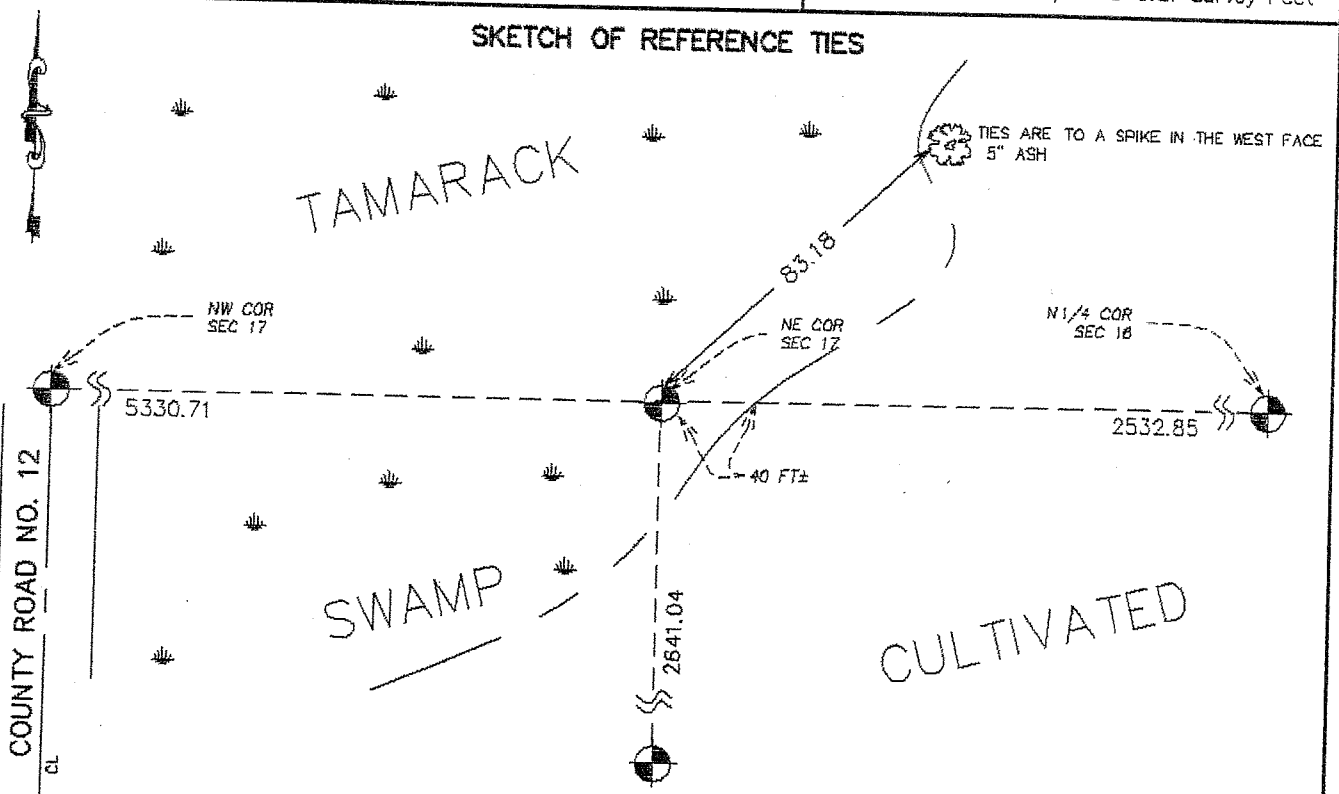 Survey Feet
SKETCH OF REFERENCE TIES
TIES ARE TO A SPIKE IN THE WEST FACE
5" ASH
TAMARACK
83.18
NW COR
SEC 17
NE COR
SEC 17
N1/4 COR
SEC 16
5330.71
2532.85
40 FT±
COUNTY ROAD NO. 12
CL
SWAMP
2641.04
CULTIVATED